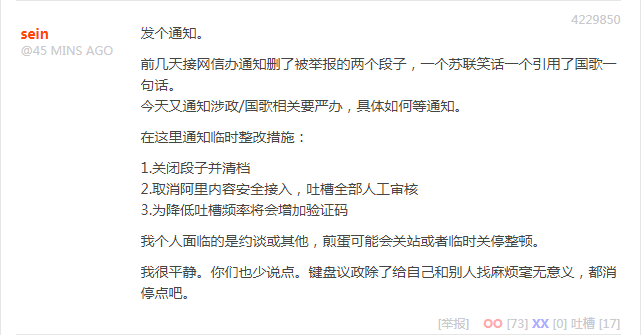 4229850
sein
@45 MINS AGO
发个通知。
前几天接网信办通知删了被举报的两个段子，一个苏联笑话一个引用了国歌一
句话。
今天又通知涉政/国歌相关要严办，具体如何等通知。
在这里通知临时整改措施：
1.关闭段子并清档
2.取消阿里内容安全接入，吐槽全部人工审核
3.为降低吐槽频率将会增加验证码
我个人面临的是约谈或其他，煎蛋可能会关站或者临时关停整顿。
我很平静。你们也少说点。键盘议政除了给自己和别人找麻烦毫无意义，都消
停点吧。
[举报] OO [73] XX [0] 吐槽 [17]